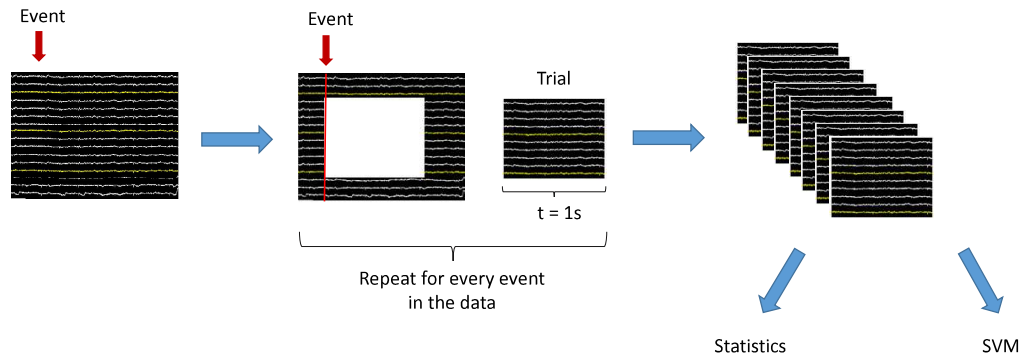 Event
Event
Trial
t = 1s
Repeat for every event
in the data
Statistics
SVM